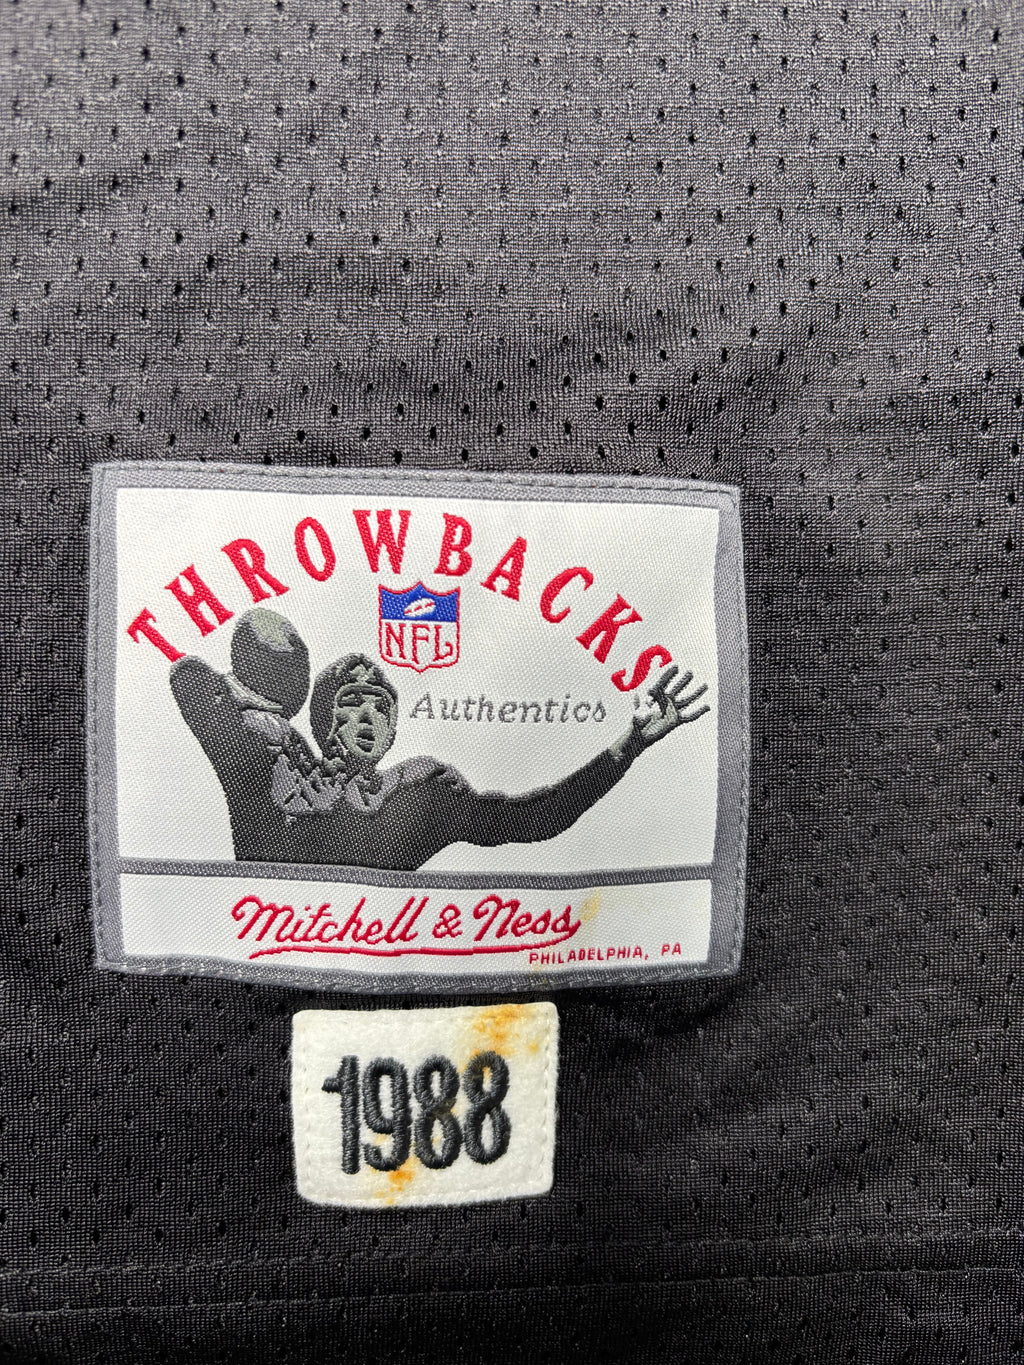 THROWBACKS
NFL
Authentics
Mitchell & Ness
PHILADELPHIA, PA
1988